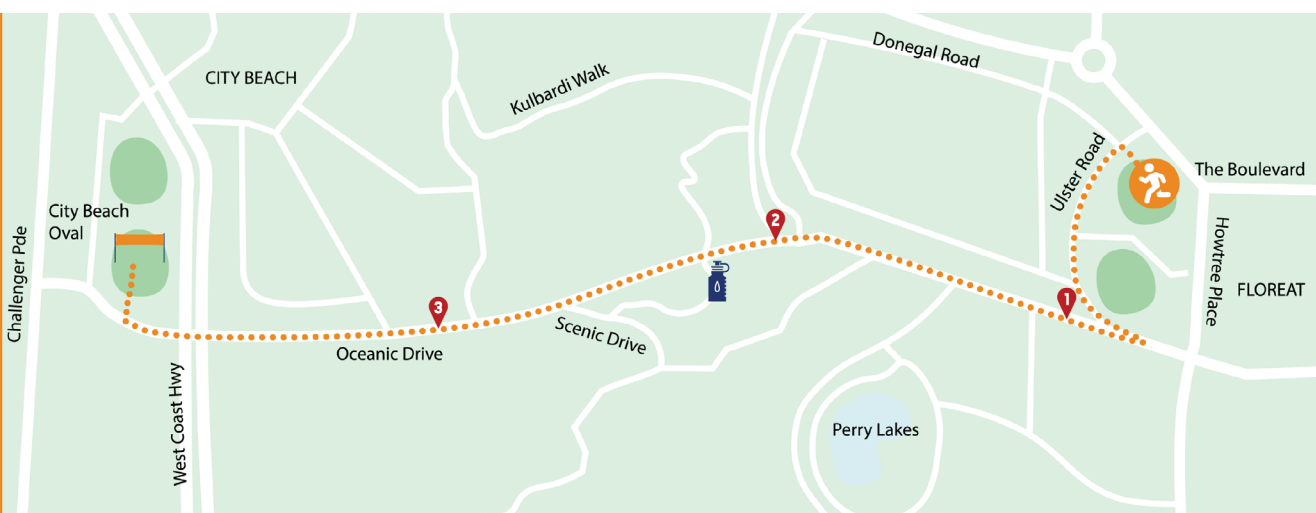 Donegal Road
CITY BEACH
Kulbardi Walk
Ulster Road
The Boulevard
City Beach
Oval
Challenger Pde
Howtree Place
FLOREAT
2
1
3
Scenic Drive
Oceanic Drive
West Coast Hwy
Perry Lakes